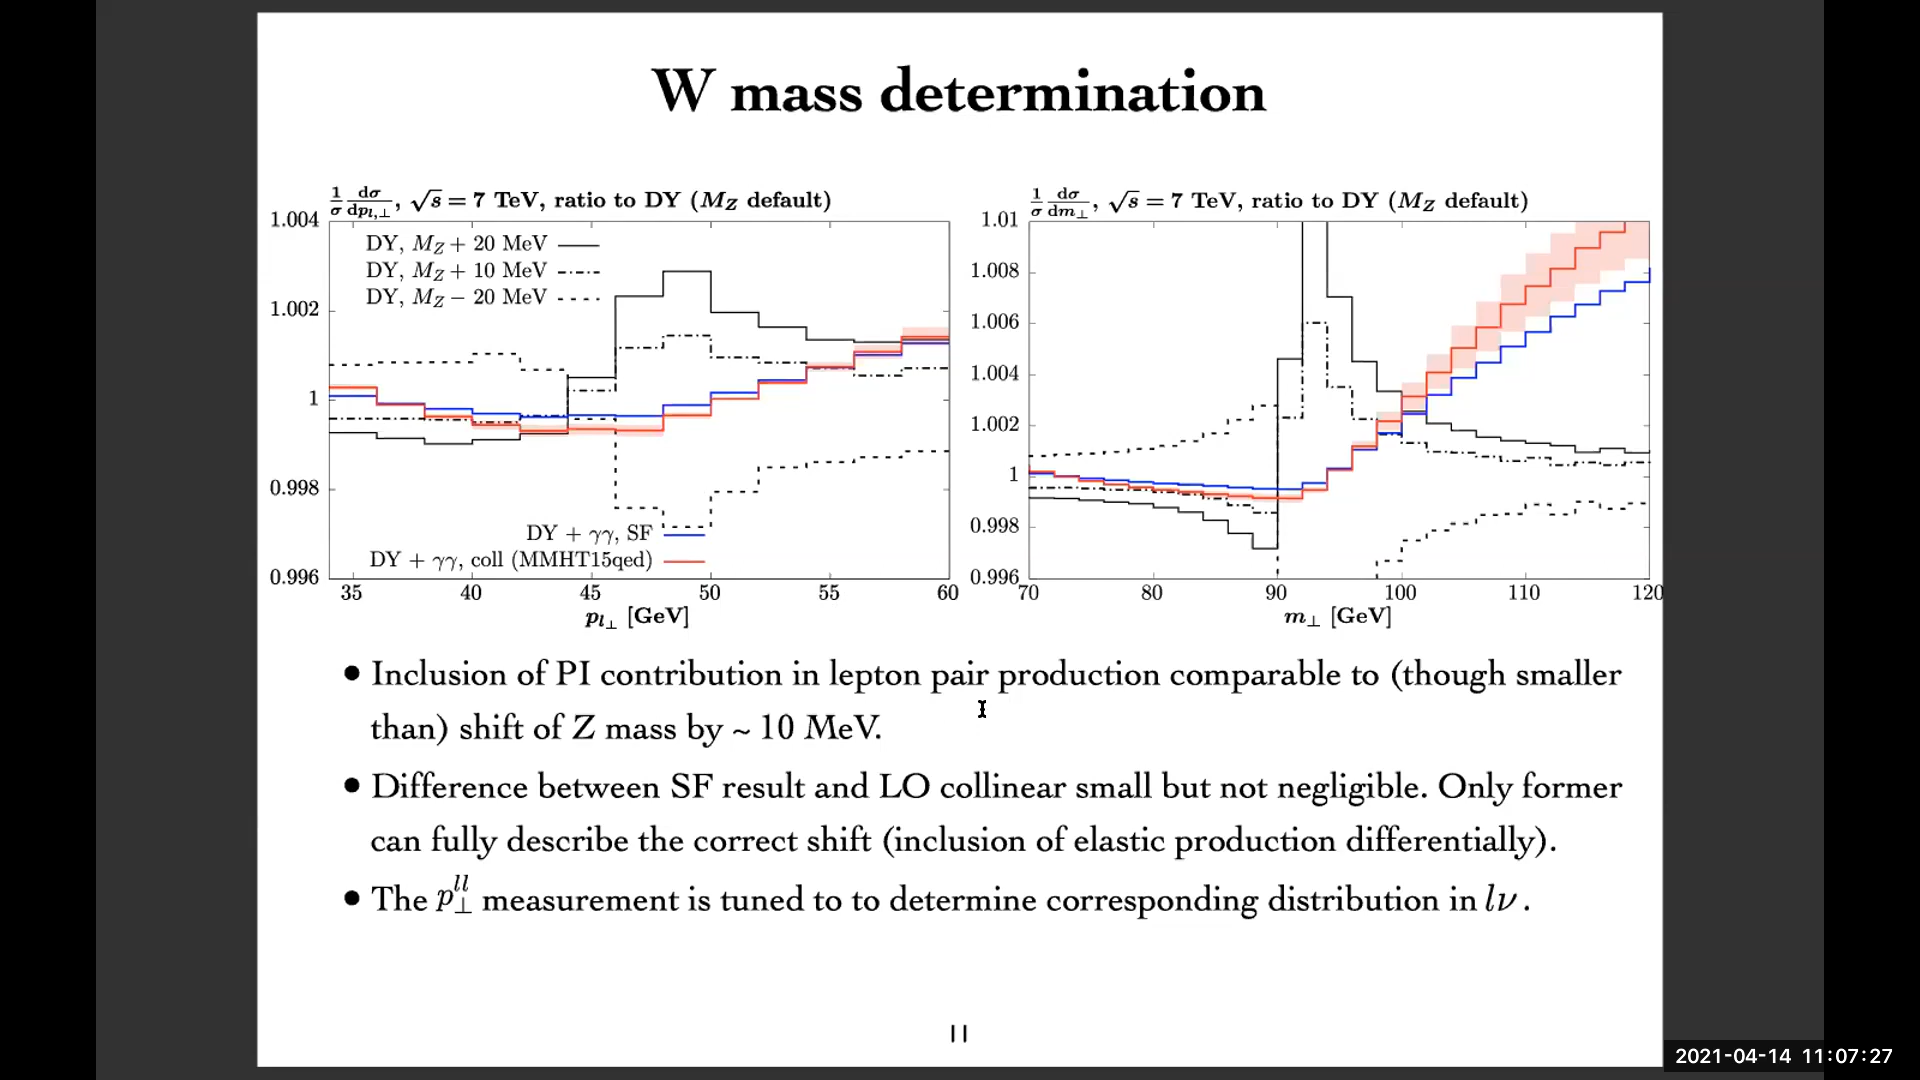 W mass determination
1/σ dσ/dp_{l,⊥}, √s = 7 TeV, ratio to DY (M_Z default)
1.004
1.002
1
0.998
0.996
DY, M_Z + 20 MeV
DY, M_Z + 10 MeV
DY, M_Z − 20 MeV
DY + γγ, SF
DY + γγ, coll (MMHT15qed)
35 40 45 50 55 60
p_{l⊥} [GeV]
1/σ dσ/dm_⊥, √s = 7 TeV, ratio to DY (M_Z default)
1.01
1.008
1.006
1.004
1.002
1
0.998
0.996
70 80 90 100 110 120
m_⊥ [GeV]
• Inclusion of PI contribution in lepton pair production comparable to (though smaller
than) shift of Z mass by ~ 10 MeV.
• Difference between SF result and LO collinear small but not negligible. Only former
can fully describe the correct shift (inclusion of elastic production differentially).
• The p_⊥^{ll} measurement is tuned to to determine corresponding distribution in lν.
11
2021-04-14 11:07:27